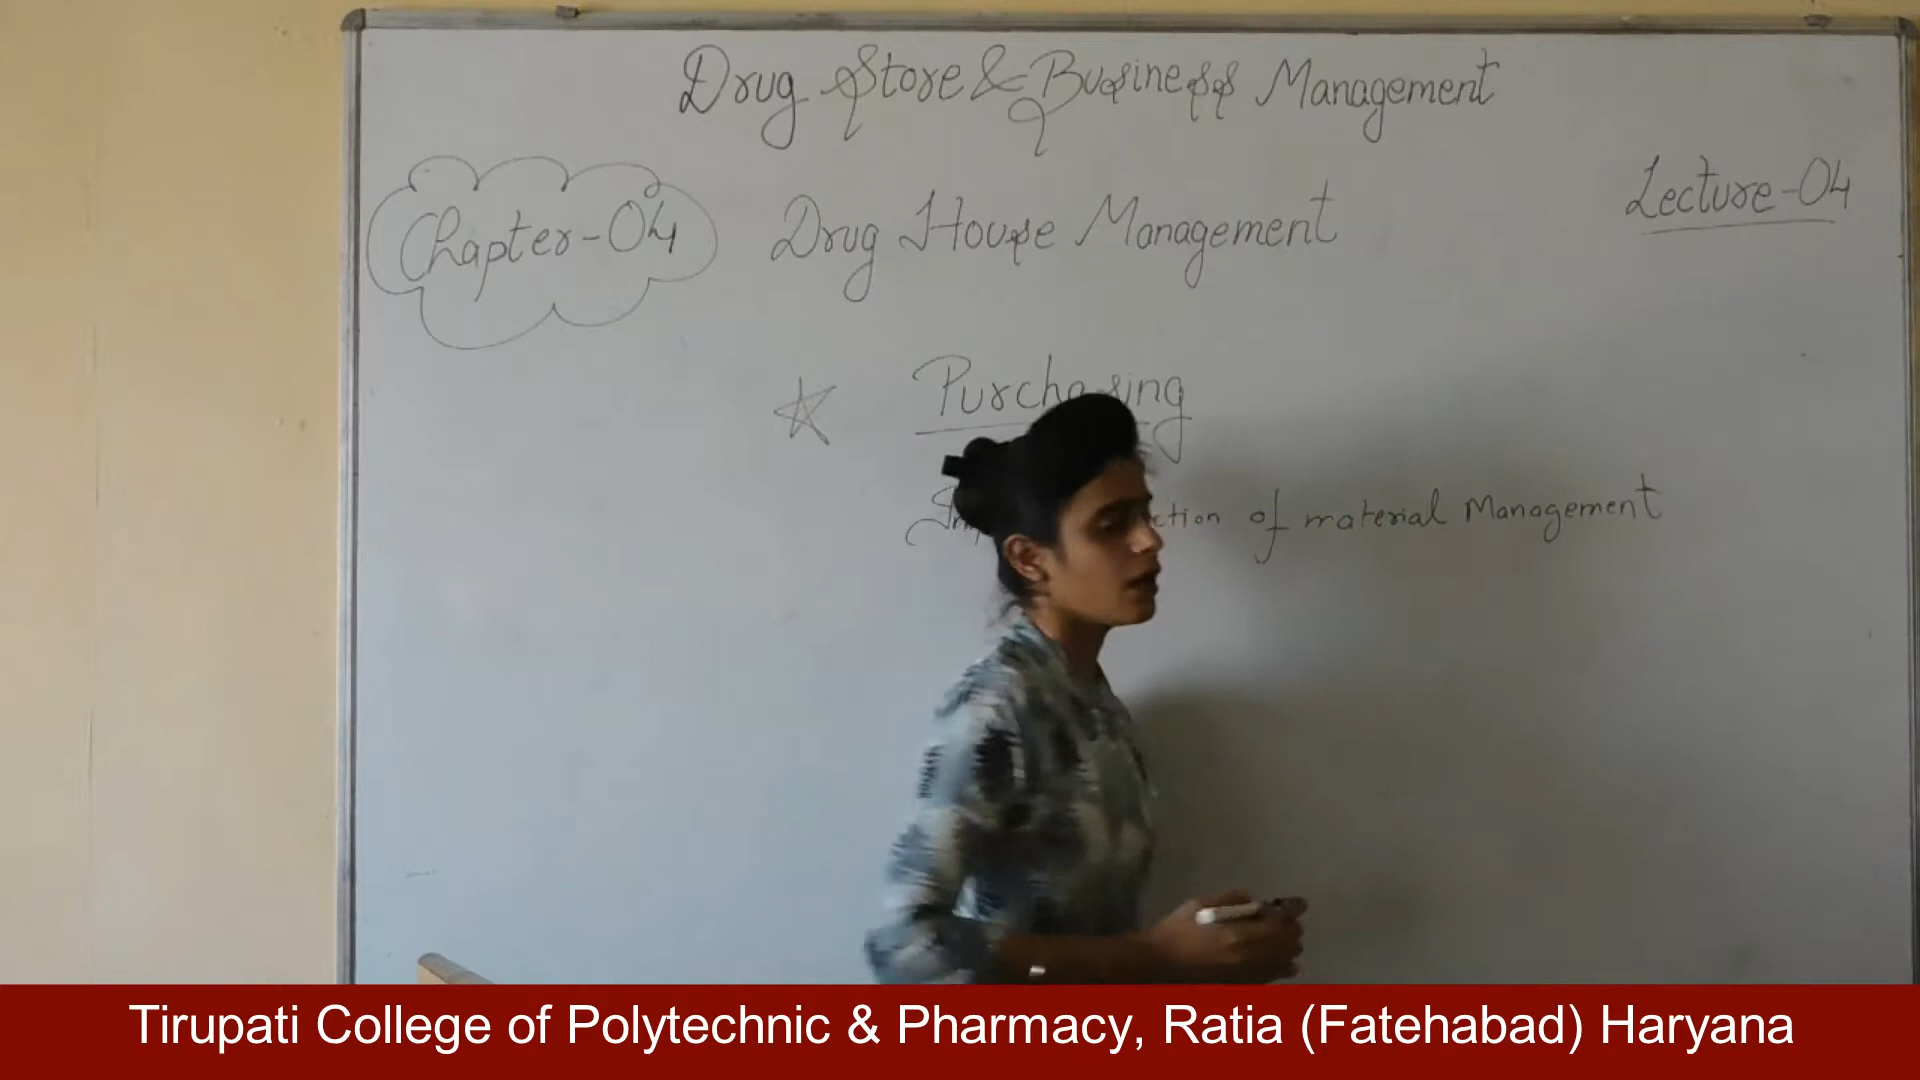 Drug Store & Business Management
Lecture-04
Chapter-04 Drug House Management
Purchasing
of material Management
Tirupati College of Polytechnic & Pharmacy, Ratia (Fatehabad) Haryana